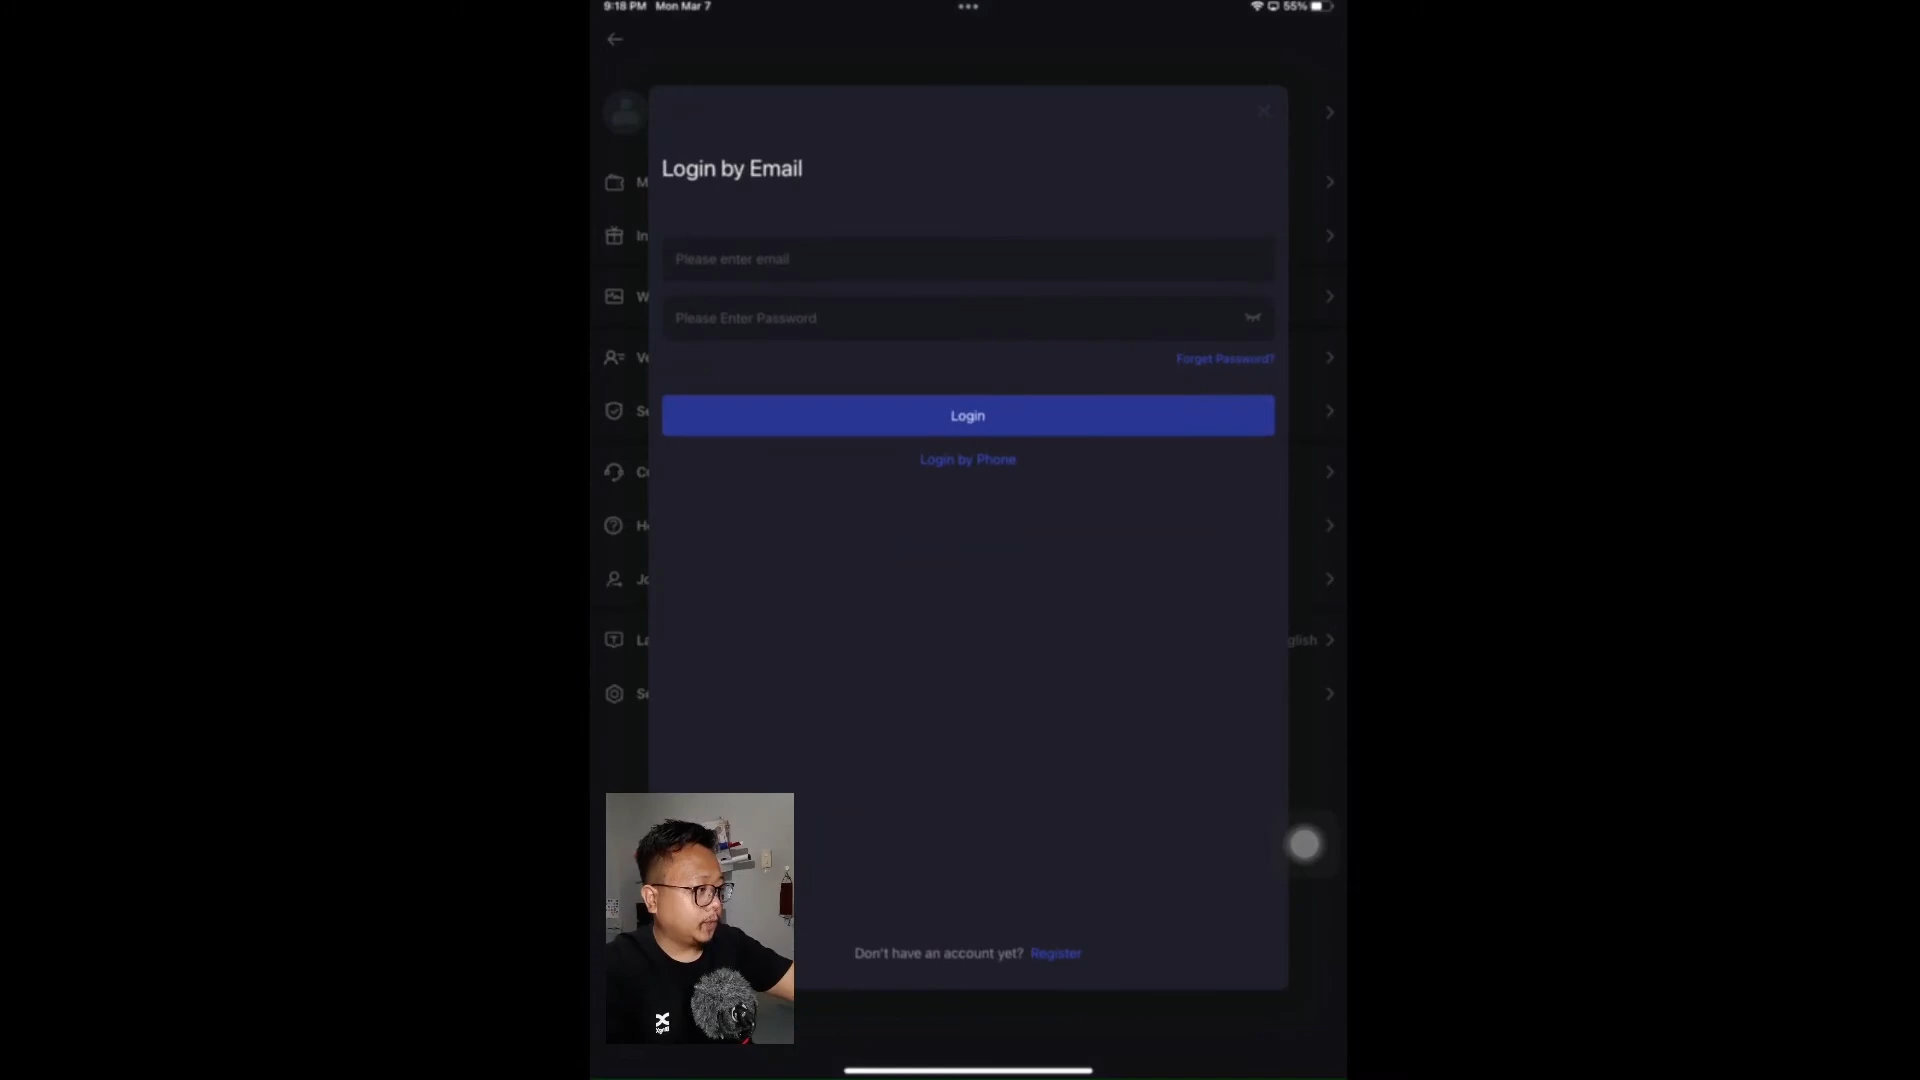 9:18 PM Mon Mar 7
55%
Login by Email
Please enter email
Please Enter Password
Forget Password?
Login
Login by Phone
glish
Don't have an account yet? Register